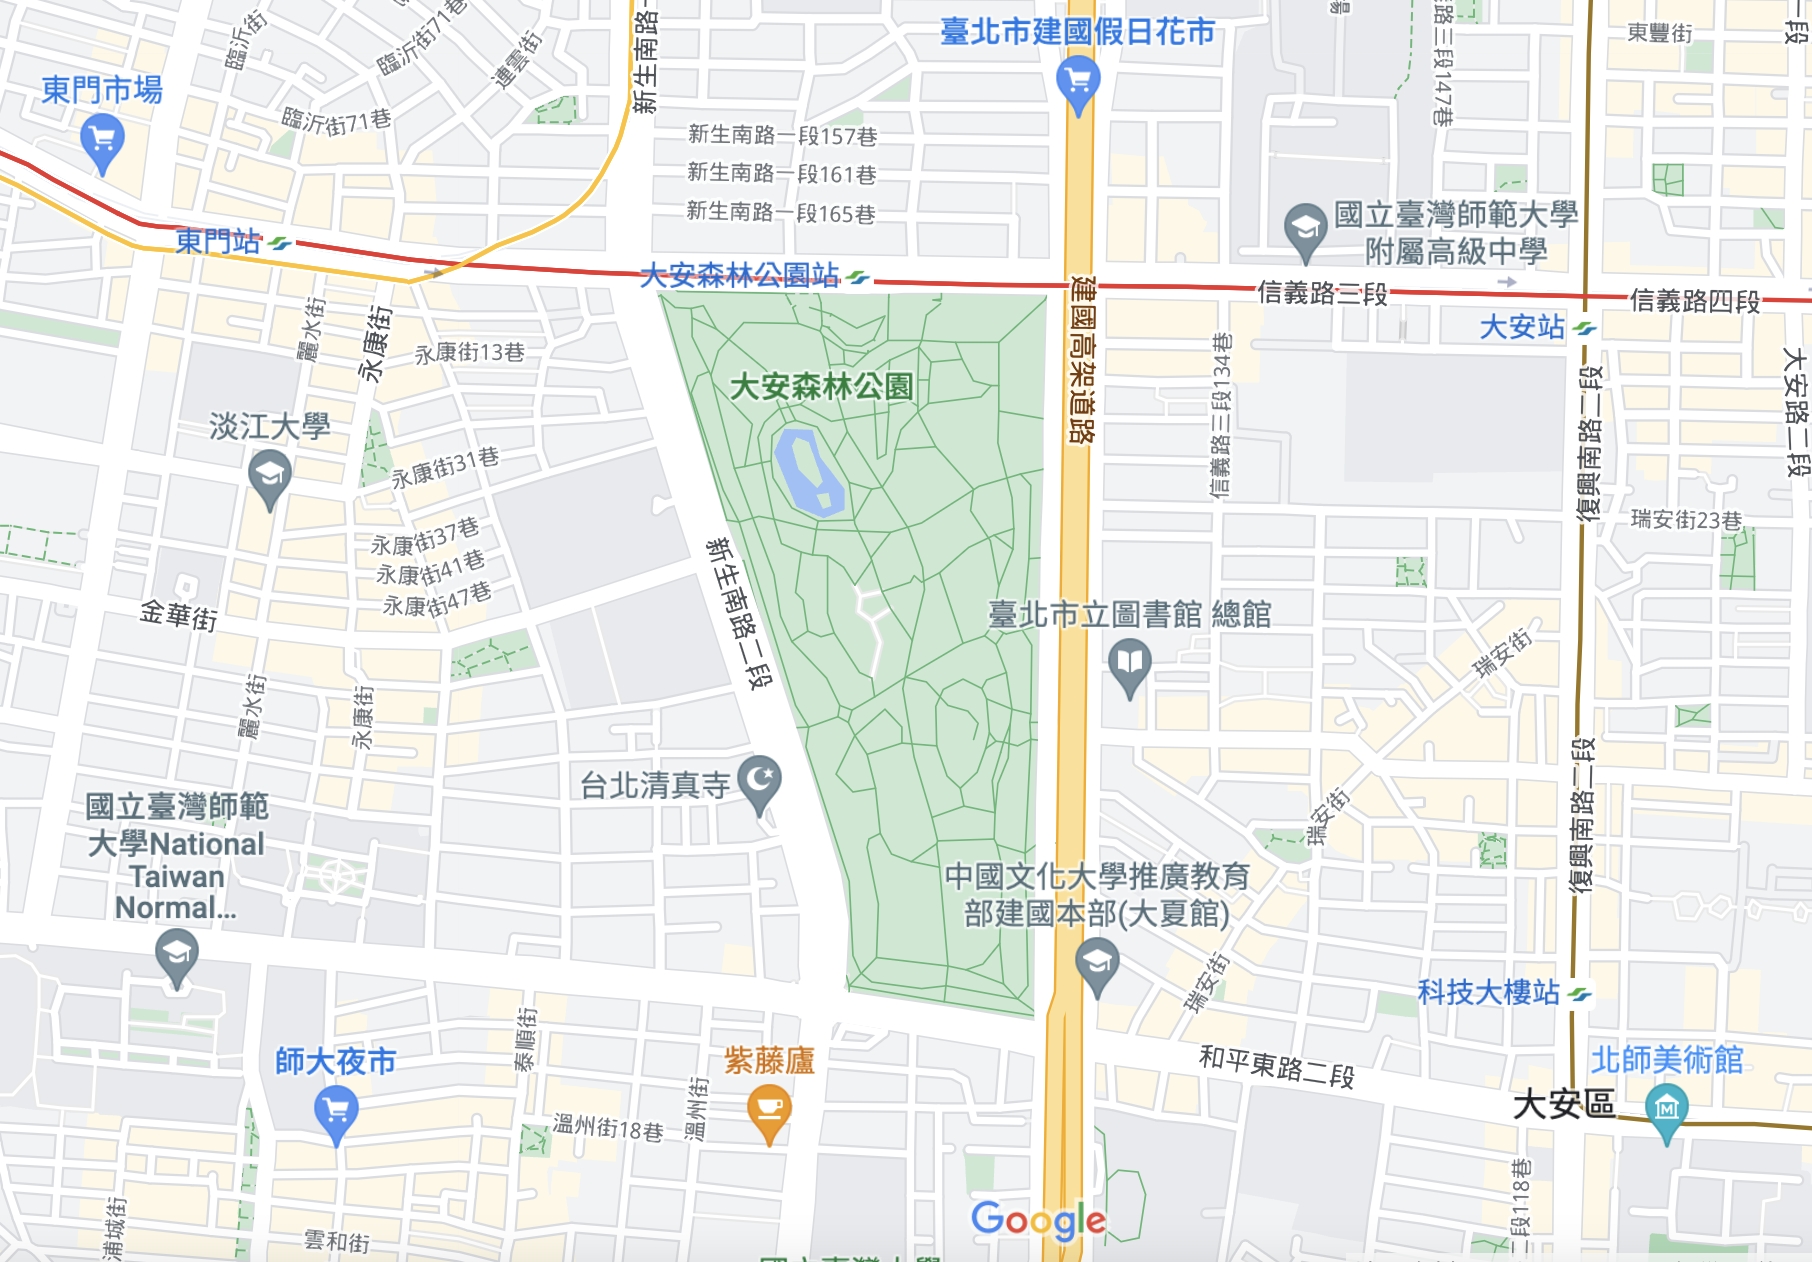 臺北市建國假日花市
東豐街
臨沂街
臨沂街71巷
連雲街
東門市場
臨沂街71巷
新生南路一段157巷
新生南路一段161巷
新生南路一段165巷
國立臺灣師範大學
附屬高級中學
東門站
大安森林公園站
信義路三段
信義路四段
大安站
建國高架道路
麗水街
永康街
永康街13巷
信義路三段134巷
復興南路二段
大安路二段
大安森林公園
淡江大學
永康街31巷
瑞安街23巷
永康街37巷
永康街41巷
永康街47巷
新生南路二段
金華街
臺北市立圖書館 總館
瑞安街
麗水街
永康街
復興南路二段
台北清真寺
國立臺灣師範
大學National
Taiwan
Normal...
瑞安街
中國文化大學推廣教育
部建國本部(大夏館)
瑞安街
科技大樓站
泰順街
師大夜市
紫藤廬
和平東路二段
北師美術館
大安區
溫州街18巷
溫州街
浦城街
雲和街
Google